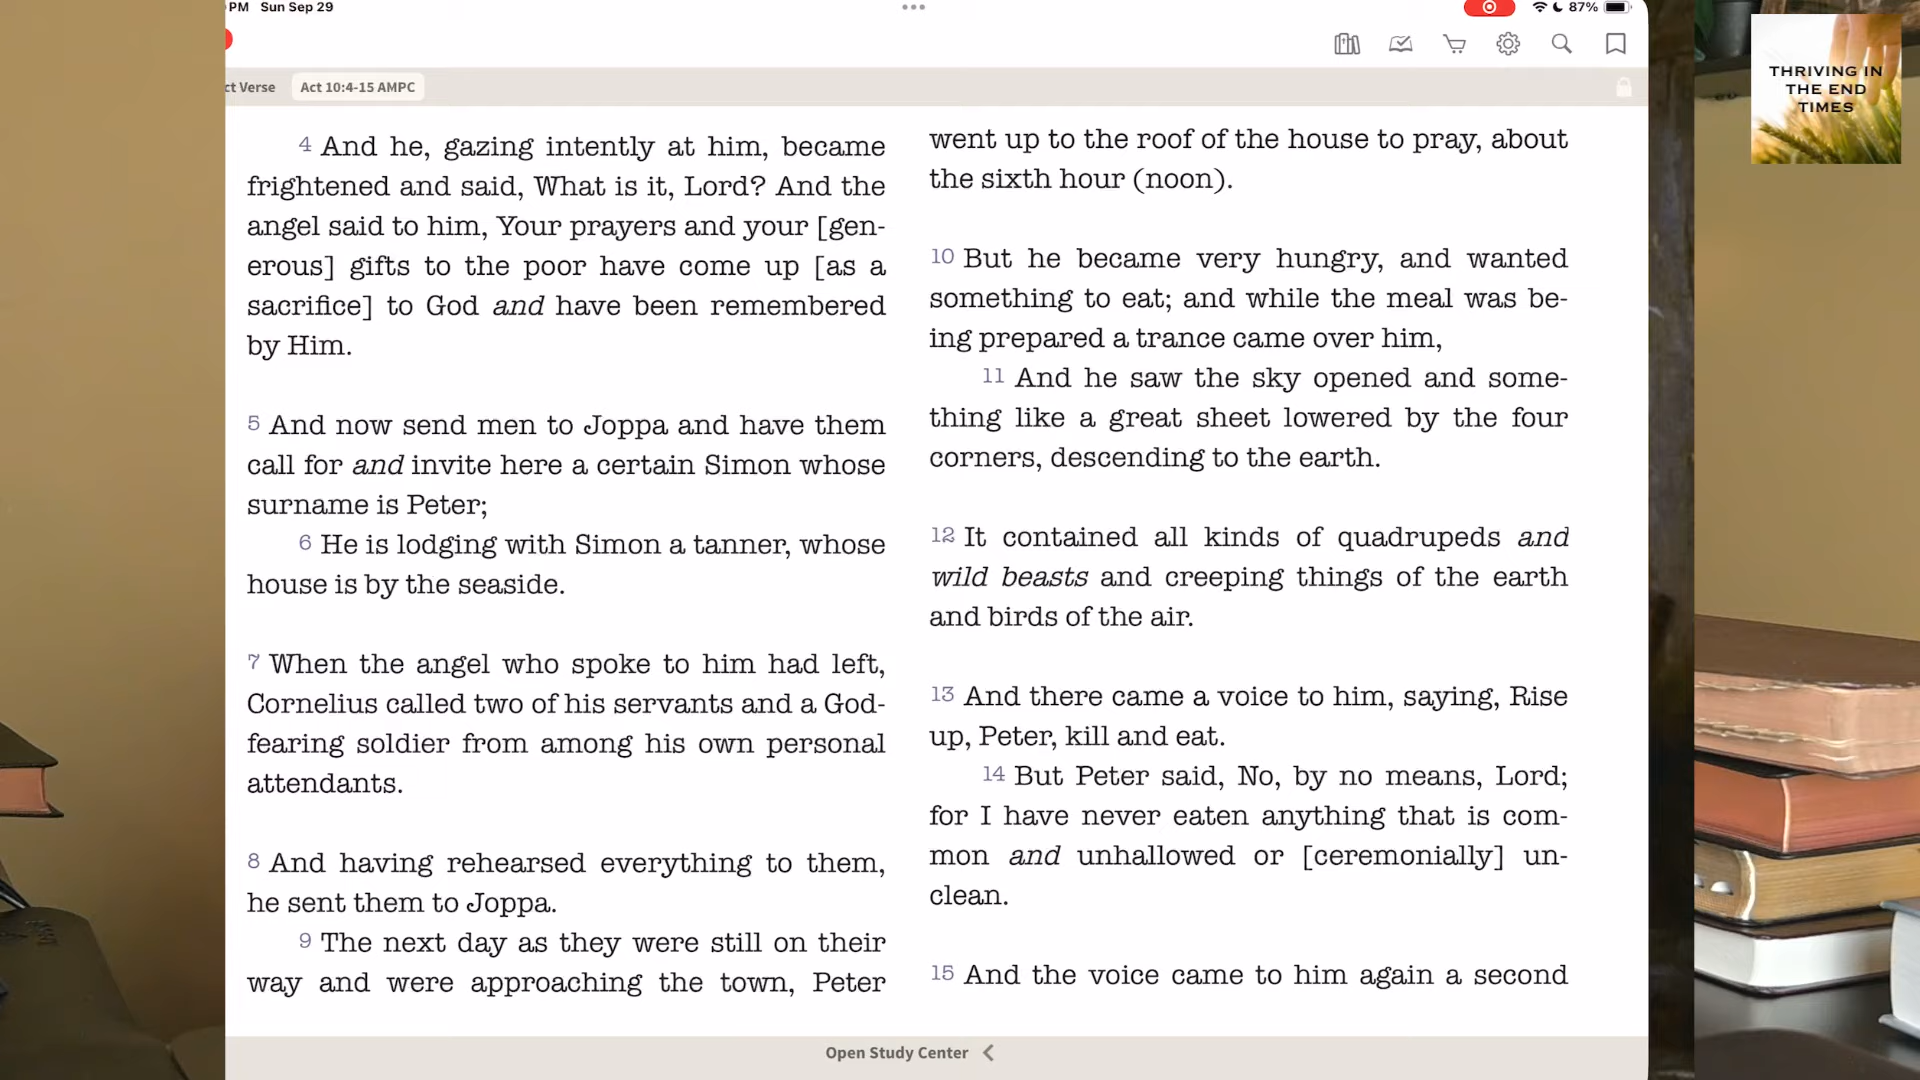 PM Sun Sep 29
87%
ct Verse
Act 10:4-15 AMPC
THRIVING IN
THE END
TIMES
4 And he, gazing intently at him, became
frightened and said, What is it, Lord? And the
angel said to him, Your prayers and your [gen-
erous] gifts to the poor have come up [as a
sacrifice] to God and have been remembered
by Him.
5 And now send men to Joppa and have them
call for and invite here a certain Simon whose
surname is Peter;
6 He is lodging with Simon a tanner, whose
house is by the seaside.
7 When the angel who spoke to him had left,
Cornelius called two of his servants and a God-
fearing soldier from among his own personal
attendants.
8 And having rehearsed everything to them,
he sent them to Joppa.
9 The next day as they were still on their
way and were approaching the town, Peter
went up to the roof of the house to pray, about
the sixth hour (noon).
10 But he became very hungry, and wanted
something to eat; and while the meal was be-
ing prepared a trance came over him,
11 And he saw the sky opened and some-
thing like a great sheet lowered by the four
corners, descending to the earth.
12 It contained all kinds of quadrupeds and
wild beasts and creeping things of the earth
and birds of the air.
13 And there came a voice to him, saying, Rise
up, Peter, kill and eat.
14 But Peter said, No, by no means, Lord;
for I have never eaten anything that is com-
mon and unhallowed or [ceremonially] un-
clean.
15 And the voice came to him again a second
Open Study Center